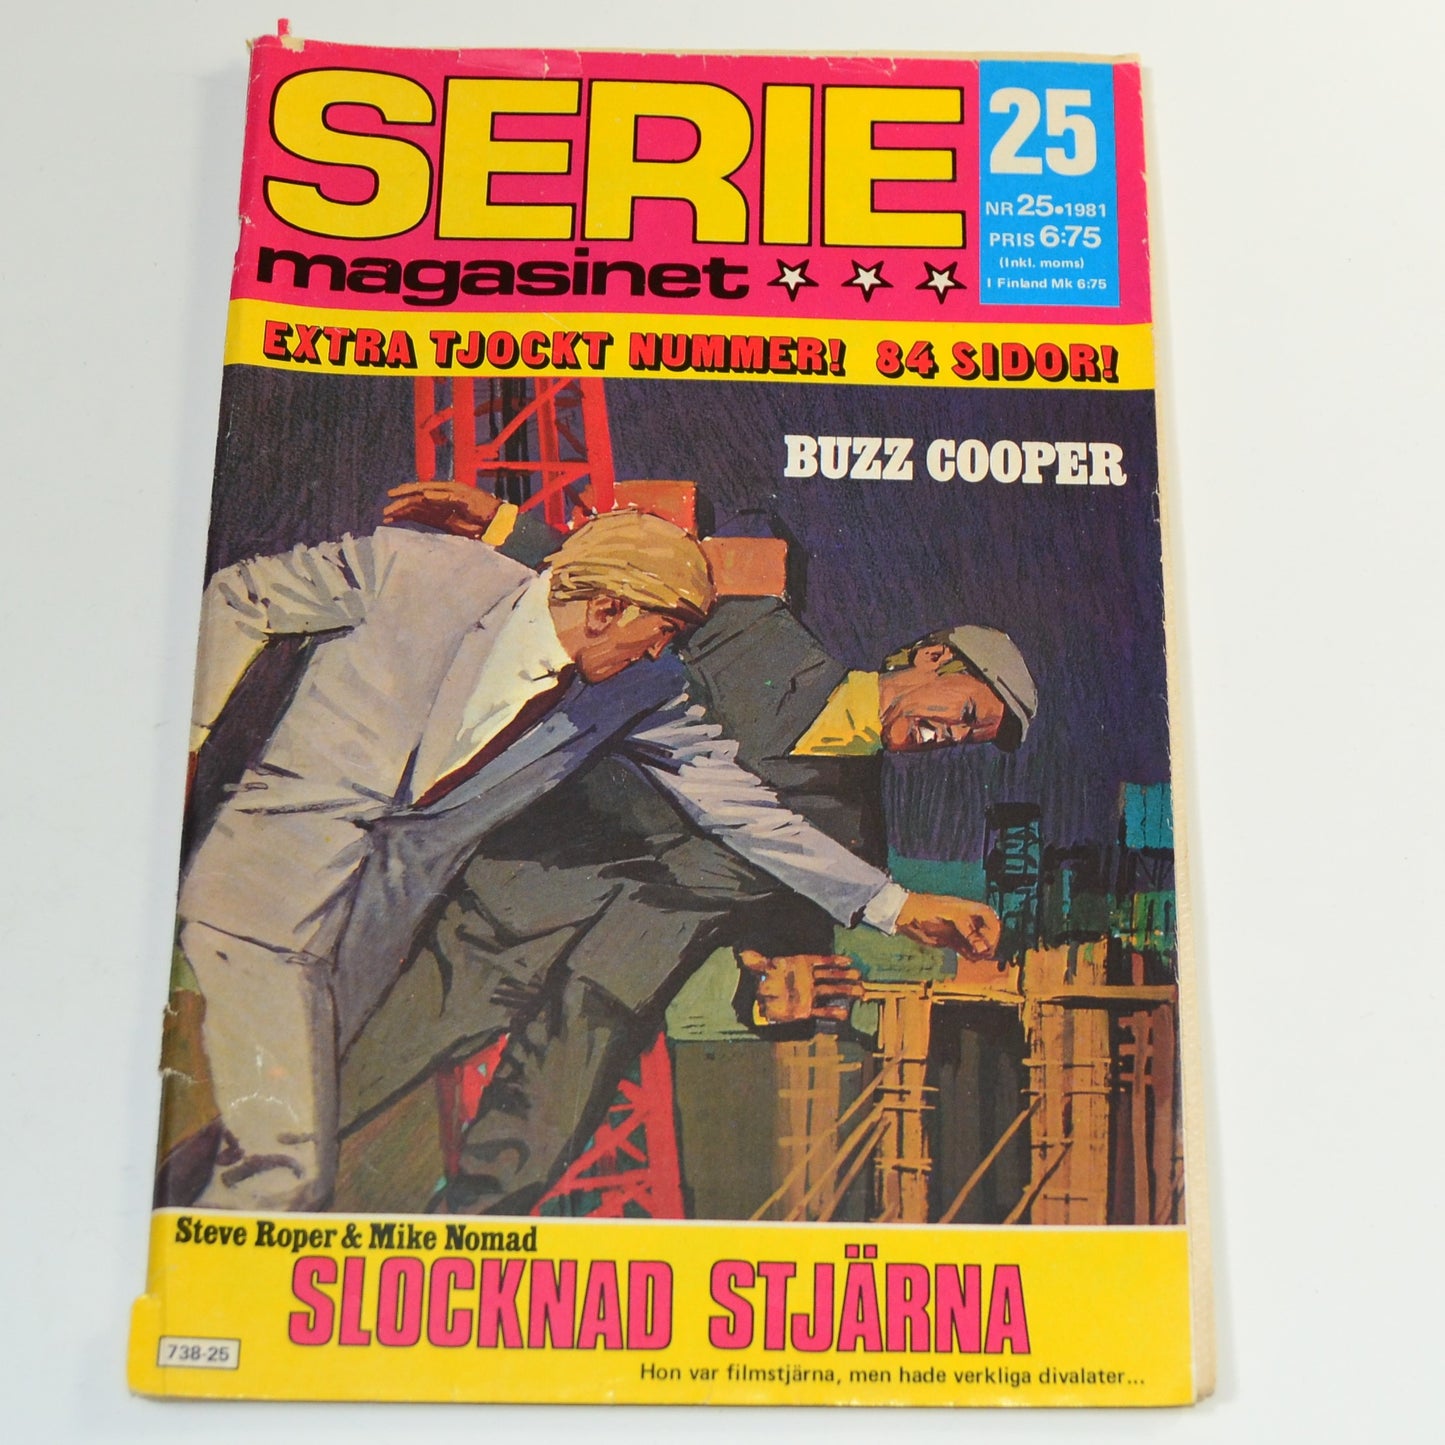 SERIE
magasinet
25
NR 25•1981
PRIS 6:75
(Inkl. moms)
I Finland Mk 6:75
EXTRA TJOCKT NUMMER! 84 SIDOR!
BUZZ COOPER
Steve Roper & Mike Nomad
SLOCKNAD STJÄRNA
738-25
Hon var filmstjärna, men hade verkliga divalater...